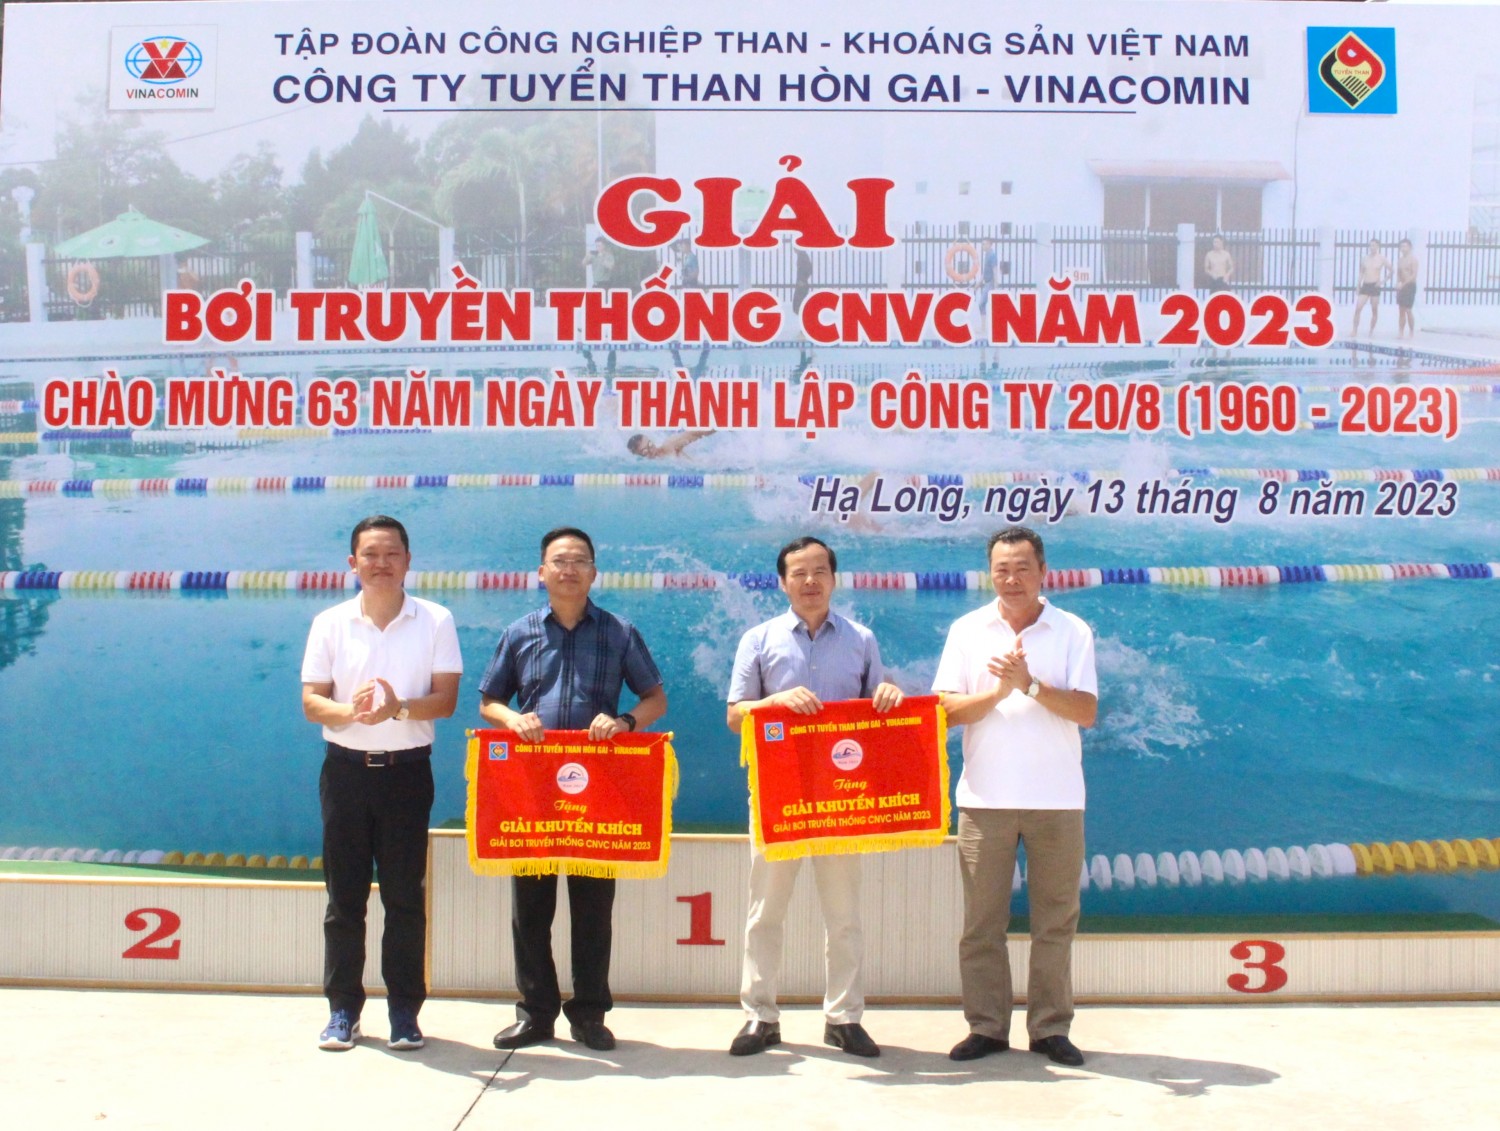 TẬP ĐOÀN CÔNG NGHIỆP THAN - KHOÁNG SẢN VIỆT NAM
CÔNG TY TUYỂN THAN HÒN GAI - VINACOMIN
VINACOMIN
TUYỂN THAN
GIẢI
BƠI TRUYỀN THỐNG CNVC NĂM 2023
CHÀO MỪNG 63 NĂM NGÀY THÀNH LẬP CÔNG TY 20/8 (1960 - 2023)
Hạ Long, ngày 13 tháng 8 năm 2023
CÔNG TY TUYỂN THAN HÒN GAI - VINACOMIN
Tặng
GIẢI KHUYẾN KHÍCH
GIẢI BƠI TRUYỀN THỐNG CNVC NĂM 2023
CÔNG TY TUYỂN THAN HÒN GAI - VINACOMIN
Tặng
GIẢI KHUYẾN KHÍCH
GIẢI BƠI TRUYỀN THỐNG CNVC NĂM 2023
2
1
3